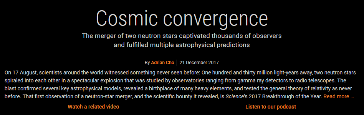 Cosmic convergence
The merger of two neutron stars captivated thousands of observers
and fulfilled multiple astrophysical predictions
By Adrian Cho 21 December 2017
On 17 August, scientists around the world witnessed something never seen before: One hundred and thirty million light-years away, two neutron stars
spiraled into each other in a spectacular explosion that was studied by observatories ranging from gamma ray detectors to radio telescopes. The
blast confirmed several key astrophysical models, revealed a birthplace of many heavy elements, and tested the general theory of relativity as never
before. That first observation of a neutron-star merger, and the scientific bounty it revealed, is Science's 2017 Breakthrough of the Year. Read more...
Watch a related video Listen to our podcast